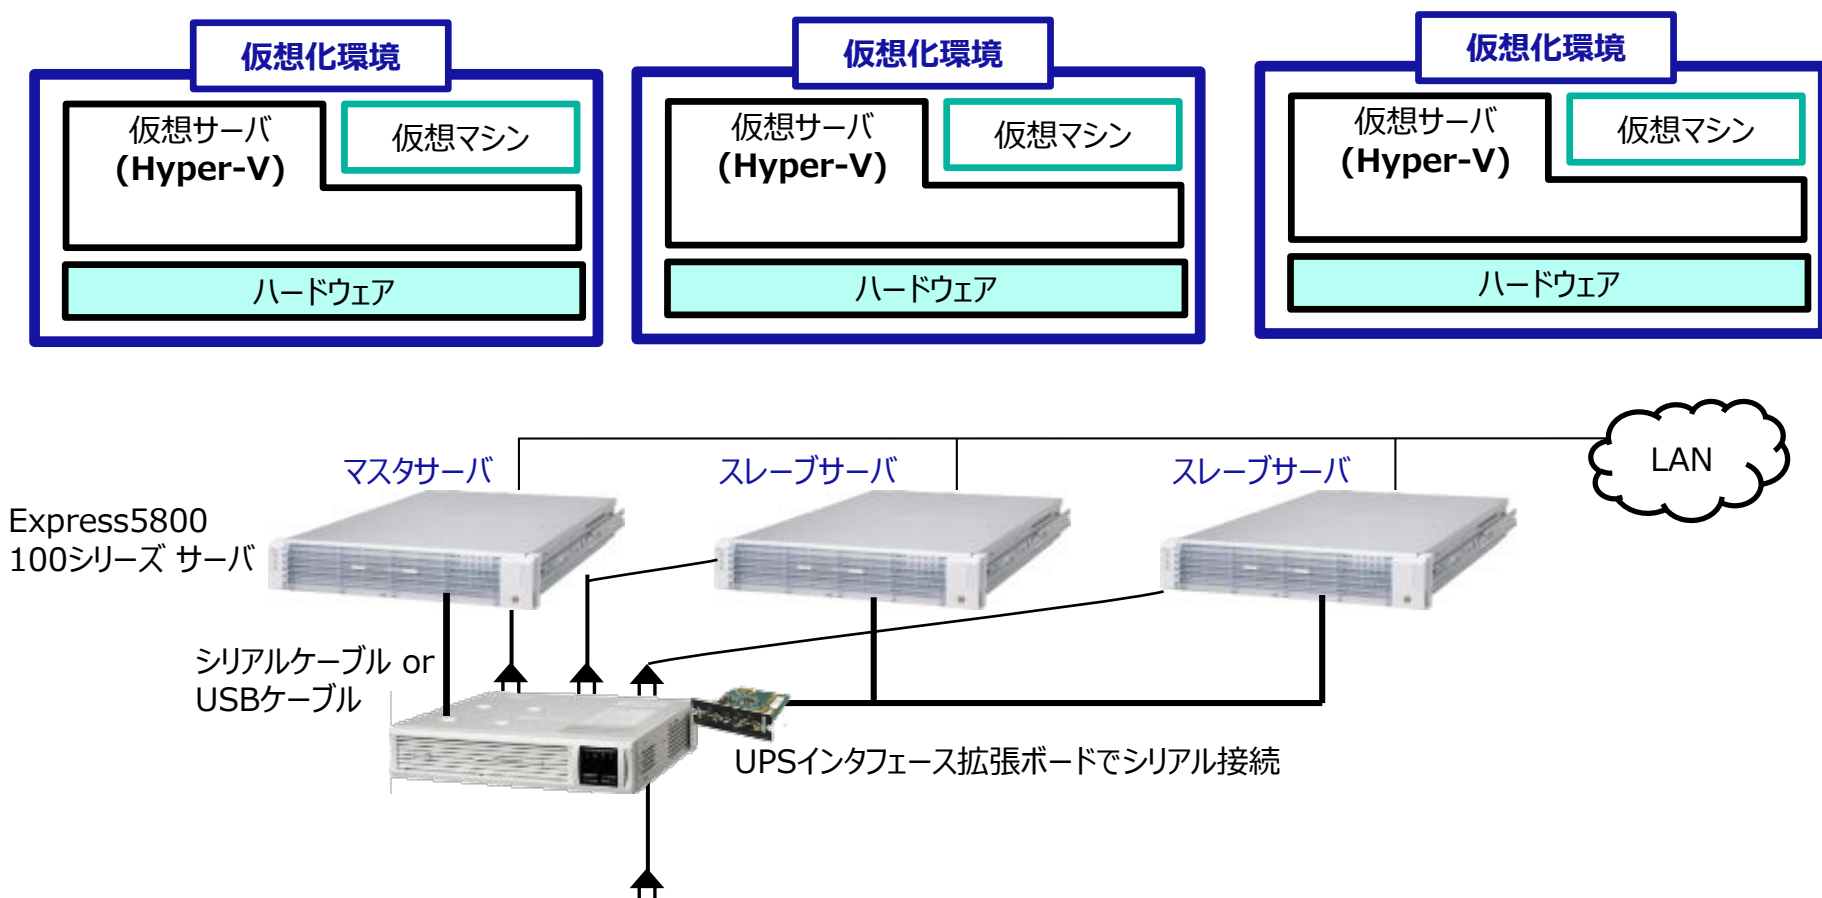 仮想化環境
仮想サーバ
(Hyper-V)
仮想マシン
ハードウェア
仮想化環境
仮想サーバ
(Hyper-V)
仮想マシン
ハードウェア
仮想化環境
仮想サーバ
(Hyper-V)
仮想マシン
ハードウェア
マスタサーバ
スレーブサーバ
スレーブサーバ
LAN
Express5800
100シリーズ サーバ
シリアルケーブル or
USBケーブル
UPSインタフェース拡張ボードでシリアル接続